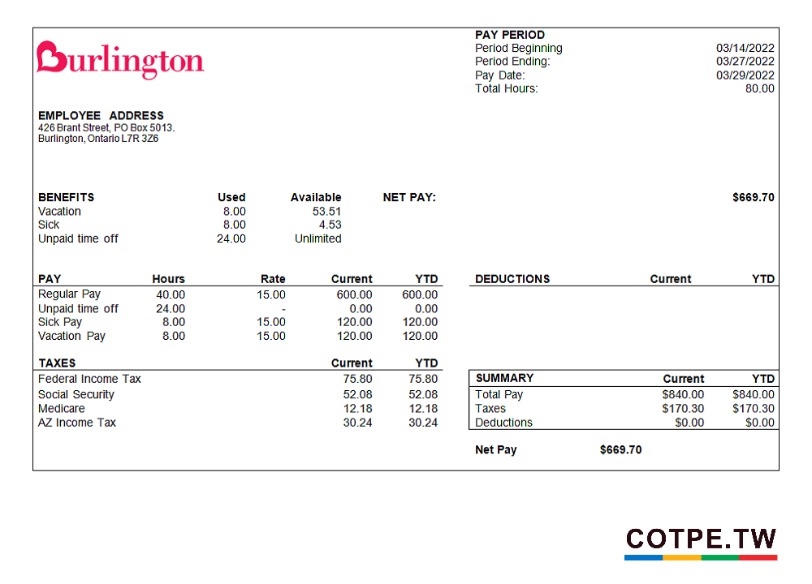 Burlington
PAY PERIOD
Period Beginning 03/14/2022
Period Ending: 03/27/2022
Pay Date: 03/29/2022
Total Hours: 80.00
EMPLOYEE ADDRESS
426 Brant Street, PO Box 5013.
Burlington, Ontario L7R 3Z6
BENEFITS Used Available NET PAY: $669.70
Vacation 8.00 53.51
Sick 8.00 4.53
Unpaid time off 24.00 Unlimited
PAY Hours Rate Current YTD
Regular Pay 40.00 15.00 600.00 600.00
Unpaid time off 24.00 - 0.00 0.00
Sick Pay 8.00 15.00 120.00 120.00
Vacation Pay 8.00 15.00 120.00 120.00
DEDUCTIONS Current YTD
TAXES Current YTD
Federal Income Tax 75.80 75.80
Social Security 52.08 52.08
Medicare 12.18 12.18
AZ Income Tax 30.24 30.24
SUMMARY Current YTD
Total Pay $840.00 $840.00
Taxes $170.30 $170.30
Deductions $0.00 $0.00
Net Pay $669.70
COTPE.TW